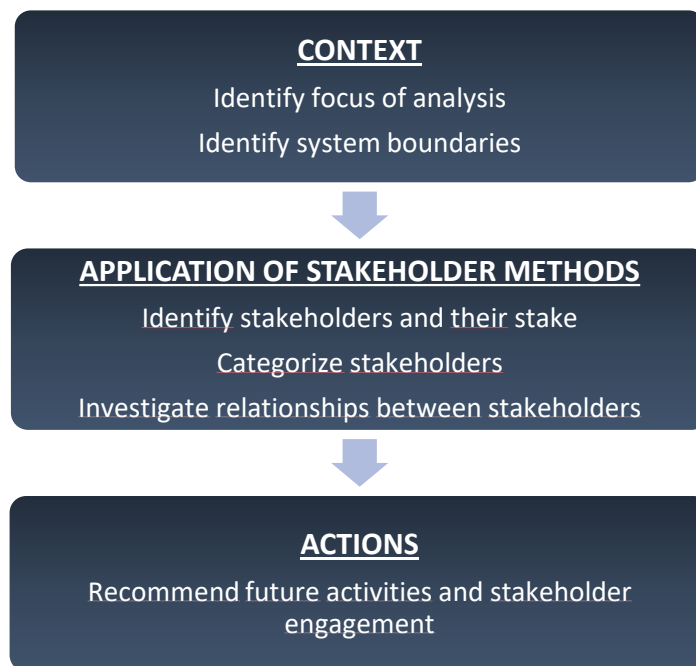 CONTEXT
Identify focus of analysis
Identify system boundaries
APPLICATION OF STAKEHOLDER METHODS
Identify stakeholders and their stake
Categorize stakeholders
Investigate relationships between stakeholders
ACTIONS
Recommend future activities and stakeholder
engagement